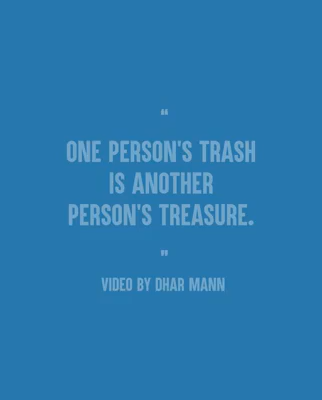 “
ONE PERSON'S TRASH
IS ANOTHER
PERSON'S TREASURE.
”
VIDEO BY DHAR MANN